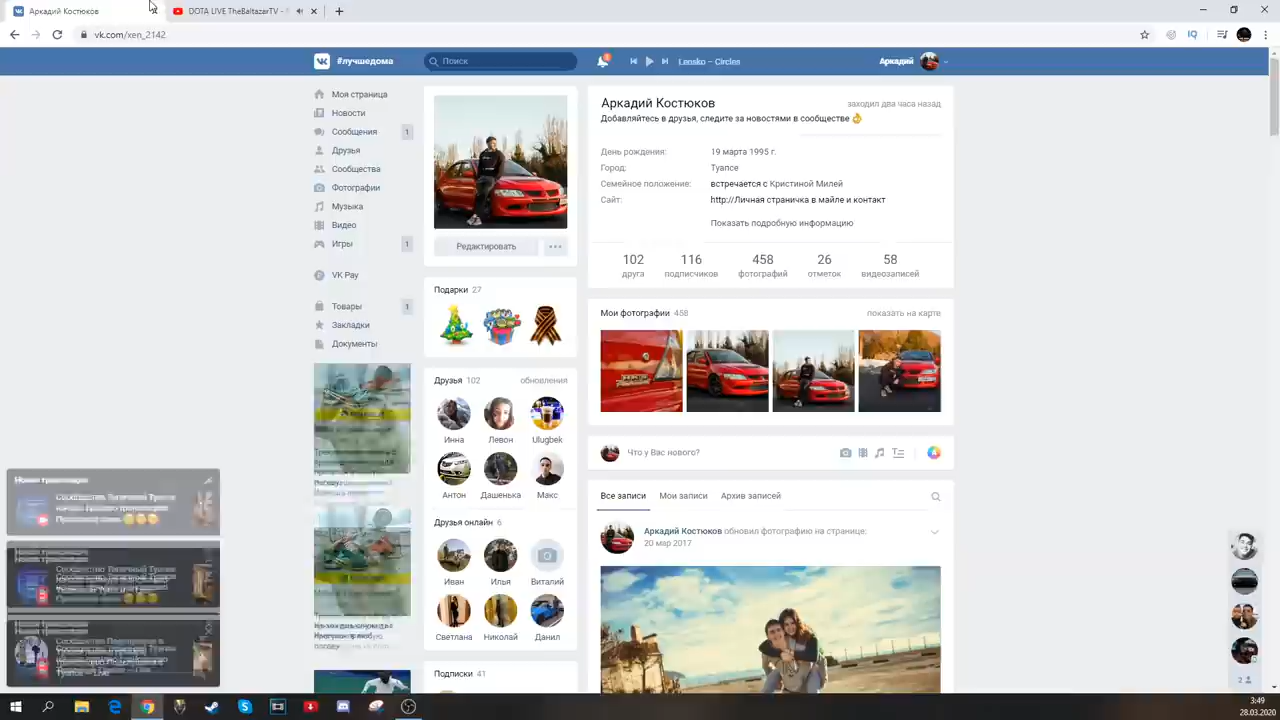 Аркадий Костюков
DOTA LIVE TheBaltazarTV -
vk.com/xen_2142
#лучшедома
Поиск
Lensko – Circles
Аркадий
Моя страница
Новости
Сообщения 1
Друзья
Сообщества
Фотографии
Музыка
Видео
Игры 1
VK Pay
Товары 1
Закладки
Документы
Редактировать
Подарки 27
Друзья 102 обновления
Инна Левон Ulugbek
Антон Дашенька Макс
Друзья онлайн 6
Иван Илья Виталий
Светлана Николай Данил
Подписки 41
Аркадий Костюков
заходил два часа назад
Добавляйтесь в друзья, следите за новостями в сообществе 👌
День рождения: 19 марта 1995 г.
Город: Туапсе
Семейное положение: встречается с Кристиной Милей
Сайт: http://Личная страничка в майле и контакт
Показать подробную информацию
102 116 458 26 58
друга подписчиков фотографий отметок видеозаписей
Мои фотографии 458 показать на карте
Что у Вас нового?
Все записи Мои записи Архив записей
Аркадий Костюков обновил фотографию на странице:
20 мар 2017
2
3:49
28.03.2020